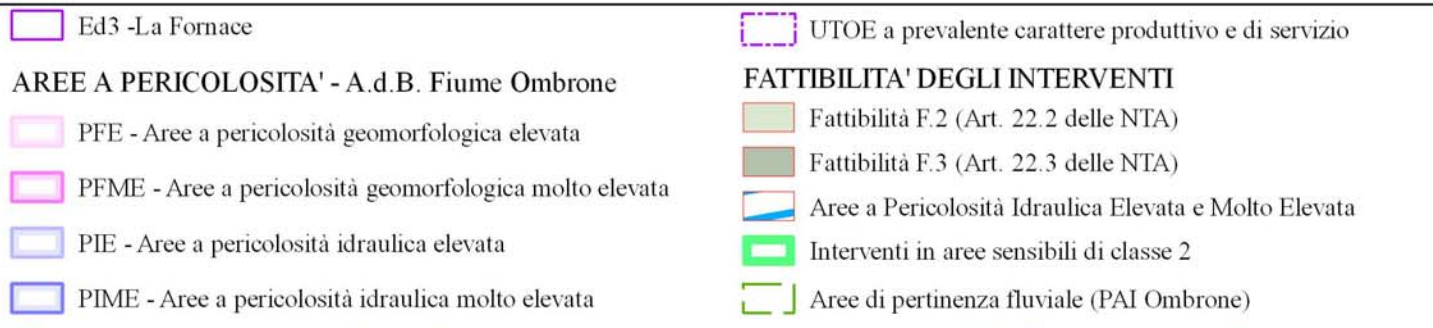 Ed3 -La Fornace
AREE A PERICOLOSITA' - A.d.B. Fiume Ombrone
PFE - Aree a pericolosità geomorfologica elevata
PFME - Aree a pericolosità geomorfologica molto elevata
PIE - Aree a pericolosità idraulica elevata
PIME - Aree a pericolosità idraulica molto elevata
UTOE a prevalente carattere produttivo e di servizio
FATTIBILITA' DEGLI INTERVENTI
Fattibilità F.2 (Art. 22.2 delle NTA)
Fattibilità F.3 (Art. 22.3 delle NTA)
Aree a Pericolosità Idraulica Elevata e Molto Elevata
Interventi in aree sensibili di classe 2
Aree di pertinenza fluviale (PAI Ombrone)